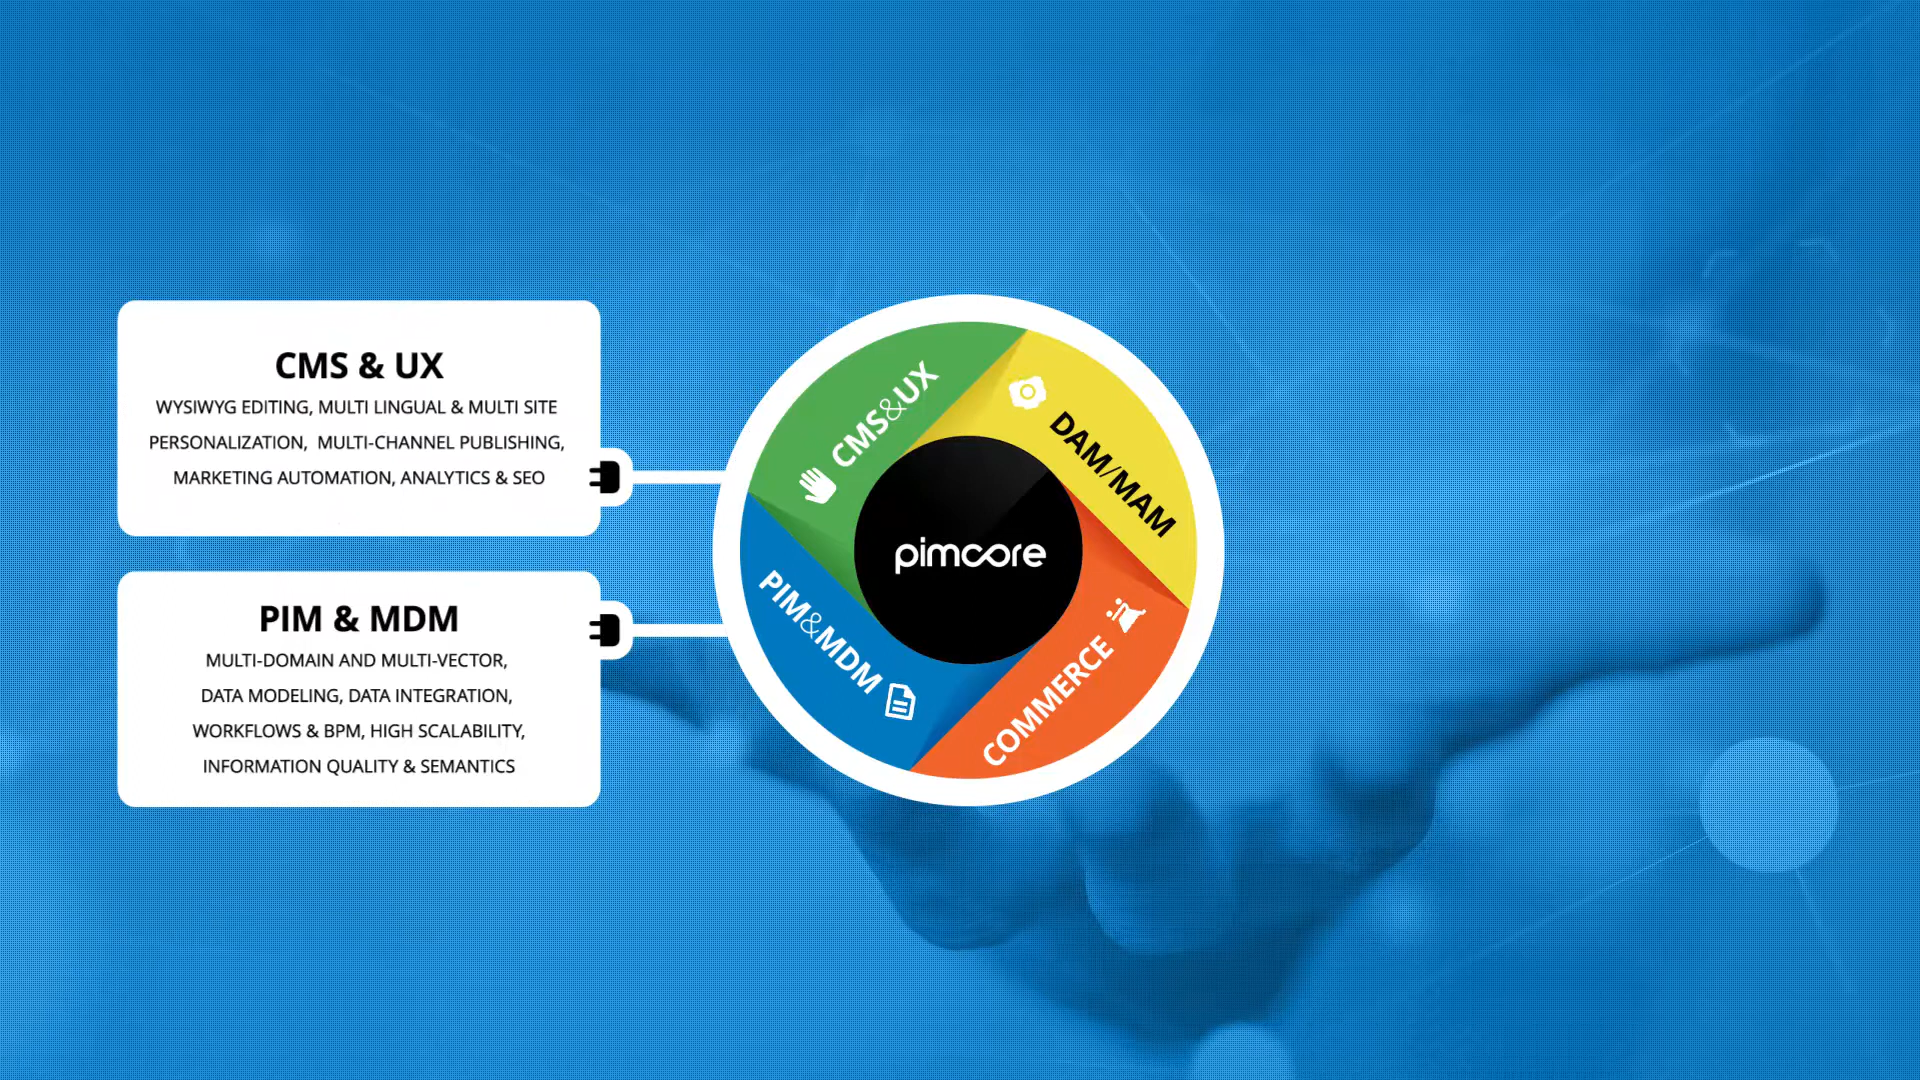 CMS & UX
WYSIWYG EDITING, MULTI LINGUAL & MULTI SITE
PERSONALIZATION, MULTI-CHANNEL PUBLISHING,
MARKETING AUTOMATION, ANALYTICS & SEO
PIM & MDM
MULTI-DOMAIN AND MULTI-VECTOR,
DATA MODELING, DATA INTEGRATION,
WORKFLOWS & BPM, HIGH SCALABILITY,
INFORMATION QUALITY & SEMANTICS
CMS&UX
DAM/MAM
pimcore
PIM&MDM
COMMERCE